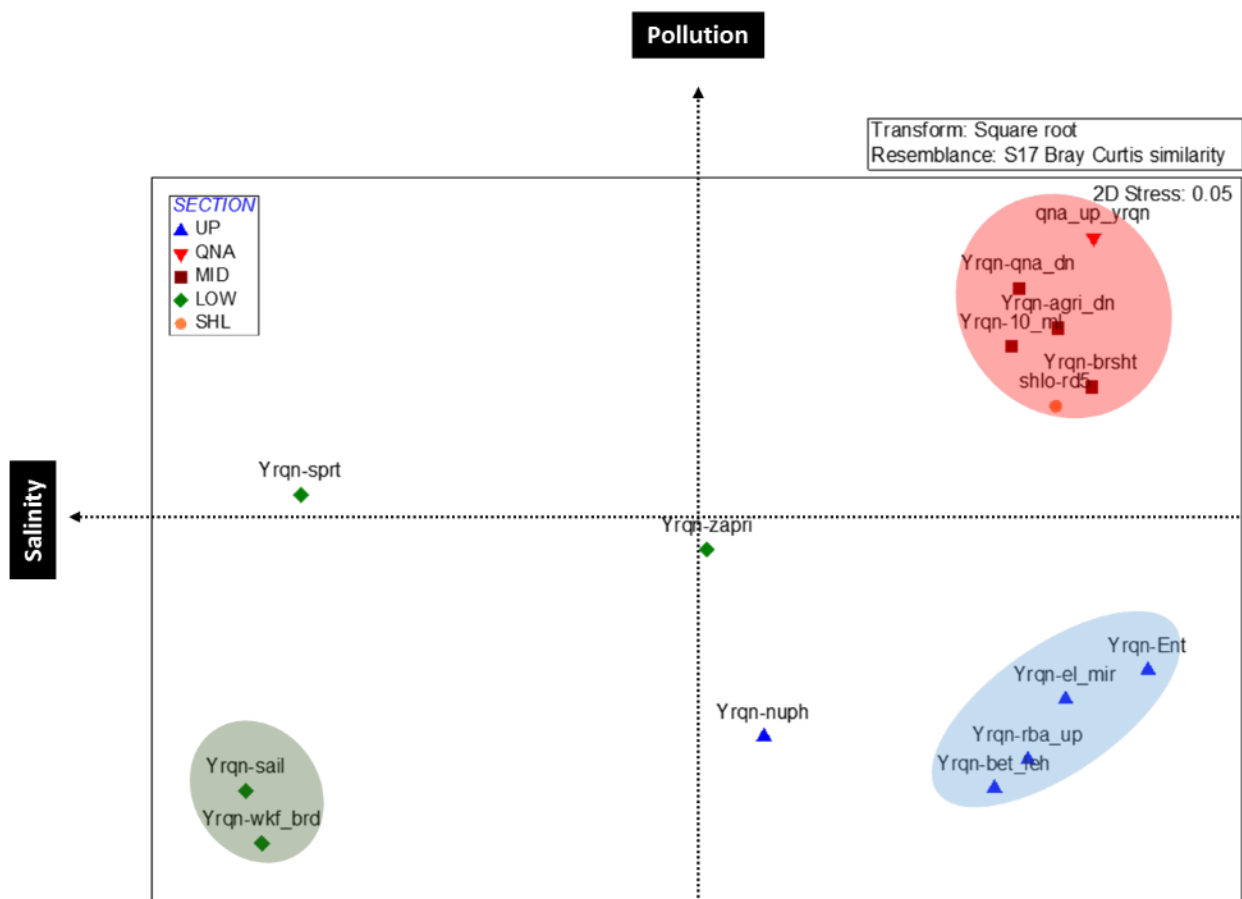 Pollution
Transform: Square root
Resemblance: S17 Bray Curtis similarity
2D Stress: 0.05
SECTION
UP
QNA
MID
LOW
SHL
qna_up_yrqn
Yrqn-qna_dn
Yrqn-agri_dn
Yrqn-10_ml
Yrqn-brsht
shlo-rd5
Yrqn-sprt
Salinity
Yrqn-zapri
Yrqn-Ent
Yrqn-el_mir
Yrqn-nuph
Yrqn-rba_up
Yrqn-bet_feh
Yrqn-sail
Yrqn-wkf_brd